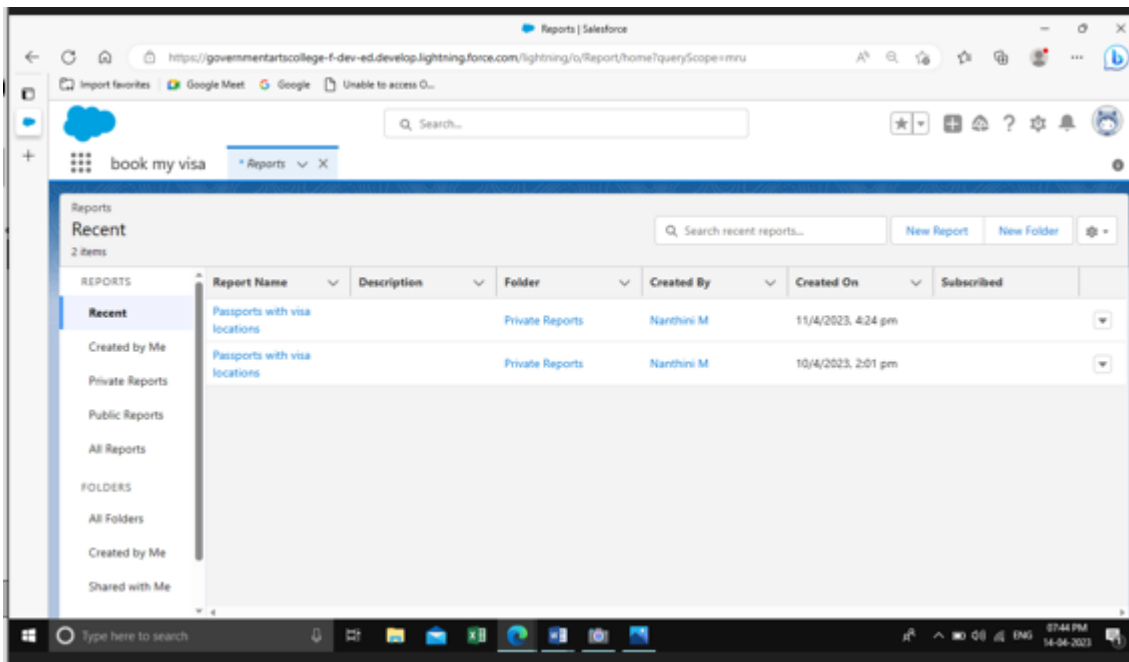 Reports | Salesforce
https://governmentartscollege-f-dev-ed.develop.lightning.force.com/lightning/o/Report/home?queryScope=mru
Import favorites Google Meet Google Unable to access O...
Search...
book my visa * Reports
Reports
Recent
2 items
Search recent reports...
New Report New Folder
REPORTS
Recent
Created by Me
Private Reports
Public Reports
All Reports
FOLDERS
All Folders
Created by Me
Shared with Me
Report Name Description Folder Created By Created On Subscribed
Passports with visa
locations
Private Reports Nanthini M 11/4/2023, 4:24 pm
Passports with visa
locations
Private Reports Nanthini M 10/4/2023, 2:01 pm
Type here to search
ENG
07:44 PM
14-04-2023